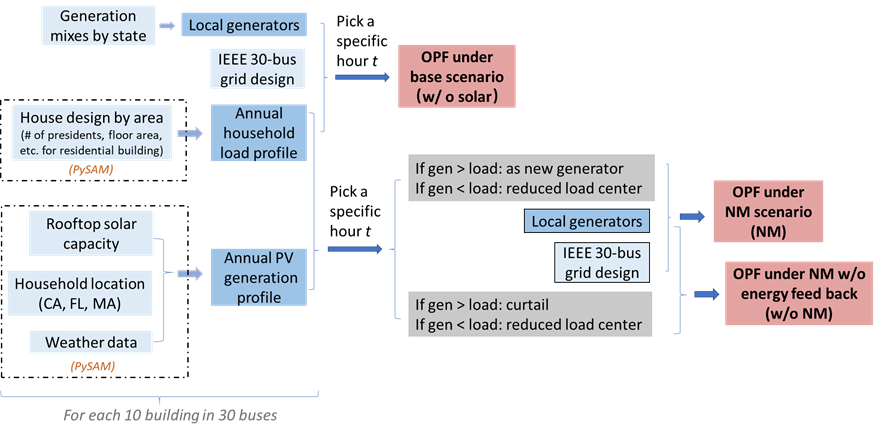 Generation
mixes by state
Local generators
IEEE 30-bus
grid design
Pick a
specific
hour t
OPF under
base scenario
(w/ o solar)
House design by area
(# of presidents, floor area,
etc. for residential building)
(PySAM)
Annual
household
load profile
Rooftop solar
capacity
Household location
(CA, FL, MA)
Weather data
(PySAM)
Annual PV
generation
profile
Pick a
specific
hour t
If gen > load: as new generator
If gen < load: reduced load center
Local generators
IEEE 30-bus
grid design
If gen > load: curtail
If gen < load: reduced load center
OPF under
NM scenario
(NM)
OPF under NM w/o
energy feed back
(w/o NM)
For each 10 building in 30 buses